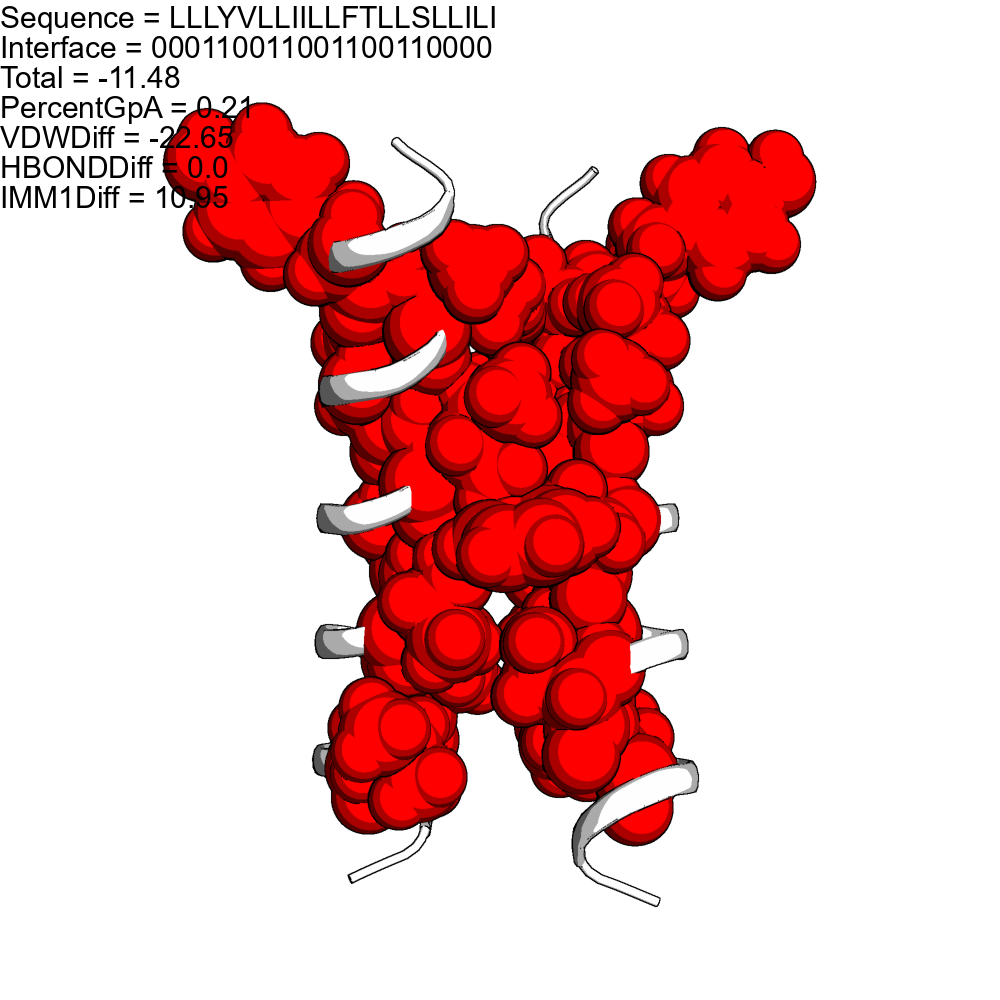 Sequence = LLLYVLLIILLFTLLSLLILI
Interface = 000110011001100110000
Total = -11.48
PercentGpA = 0.21
VDWDiff = -22.65
HBONDDiff = 0.0
IMM1Diff = 10.95